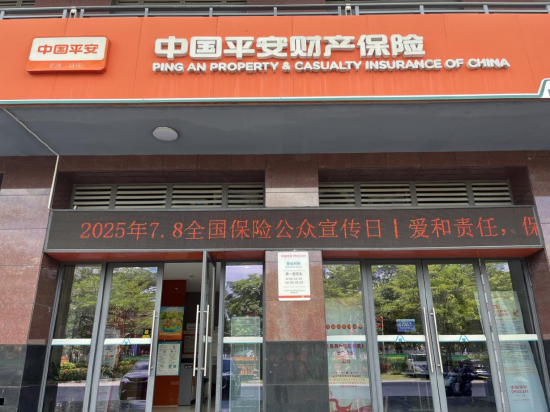 中国平安
中国平安财产保险
PING AN PROPERTY & CASUALTY INSURANCE OF CHINA
2025年7.8全国保险公众宣传日丨爱和责任，保